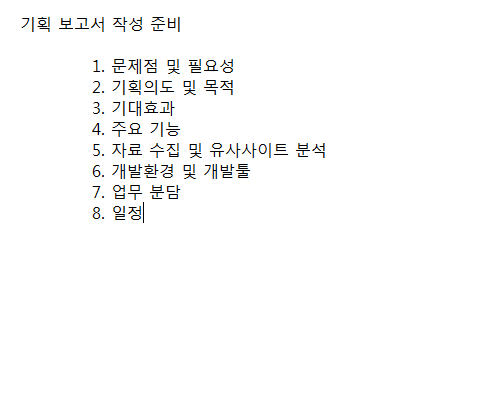 기획 보고서 작성 준비
1. 문제점 및 필요성
2. 기획의도 및 목적
3. 기대효과
4. 주요 기능
5. 자료 수집 및 유사사이트 분석
6. 개발환경 및 개발툴
7. 업무 분담
8. 일정